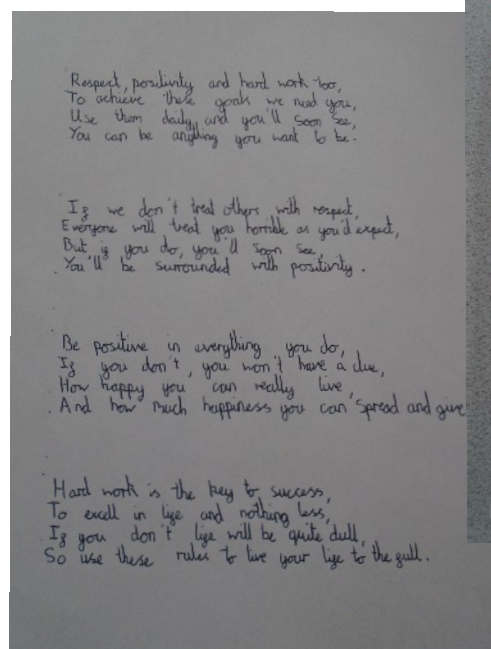 Respect, positivity and hard work too,
To achieve these goals we need you,
Use them daily and you'll soon see,
You can be anything you want to be.
If we don't treat others with respect,
Everyone will treat you horrible as you'd expect,
But if you do, you'll soon see,
You'll be surrounded with positivity.
Be positive in everything you do,
If you don't, you won't have a clue,
How happy you can really live,
And how much happiness you can spread and give
Hard work is the key to success,
To excell in life and nothing less,
If you don't life will be quite dull,
So use these rules to live your life to the full.